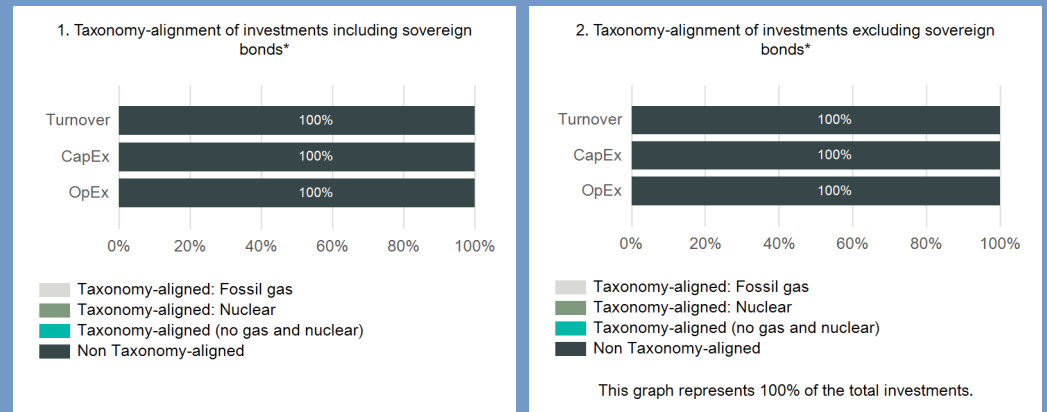 1. Taxonomy-alignment of investments including sovereign
bonds*
Turnover
100%
CapEx
100%
OpEx
100%
0% 20% 40% 60% 80% 100%
Taxonomy-aligned: Fossil gas
Taxonomy-aligned: Nuclear
Taxonomy-aligned (no gas and nuclear)
Non Taxonomy-aligned
2. Taxonomy-alignment of investments excluding sovereign
bonds*
Turnover
100%
CapEx
100%
OpEx
100%
0% 20% 40% 60% 80% 100%
Taxonomy-aligned: Fossil gas
Taxonomy-aligned: Nuclear
Taxonomy-aligned (no gas and nuclear)
Non Taxonomy-aligned
This graph represents 100% of the total investments.